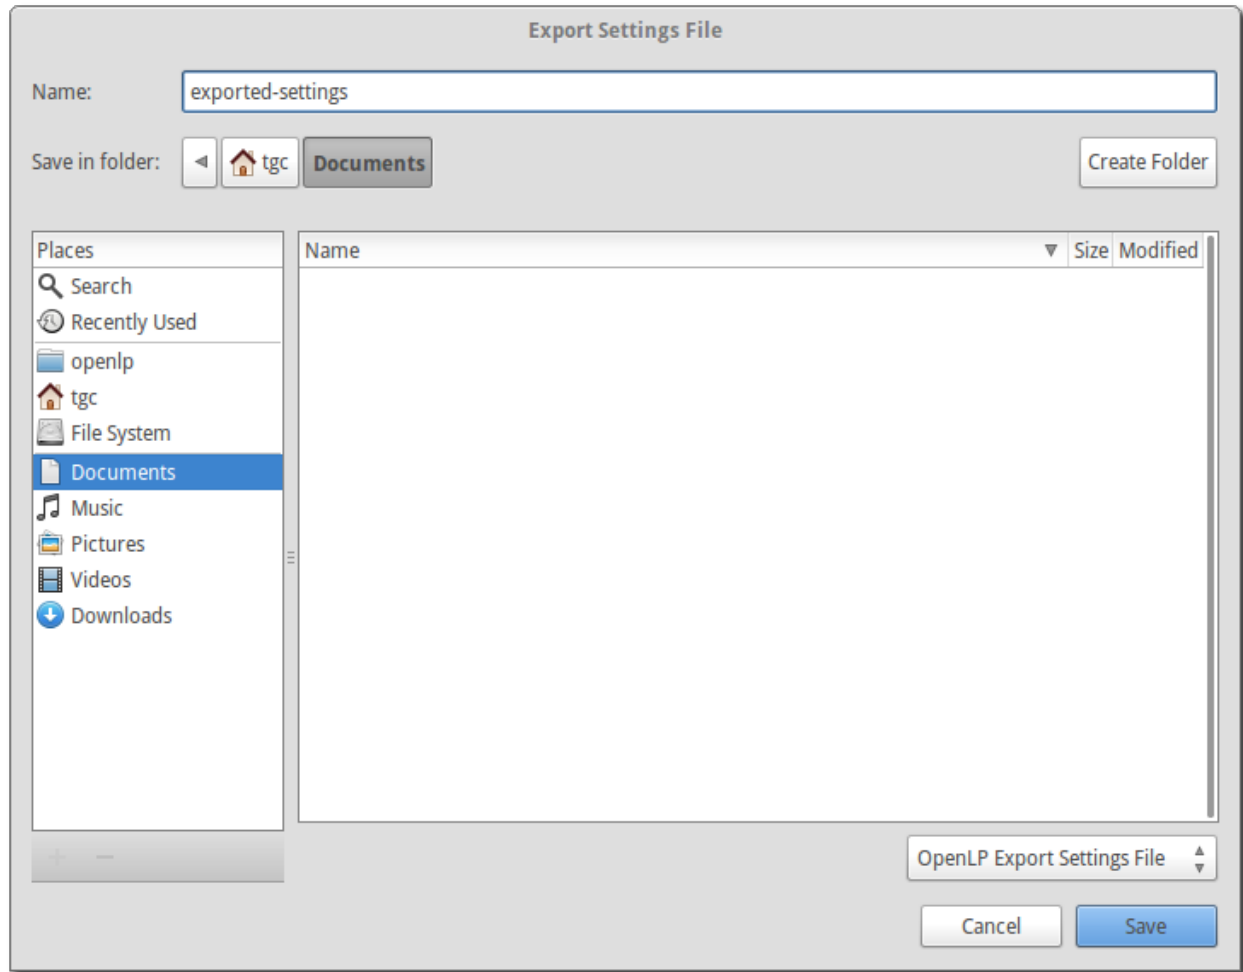 Export Settings File
Name: exported-settings
Save in folder: tgc Documents Create Folder
Places
Search
Recently Used
openlp
tgc
File System
Documents
Music
Pictures
Videos
Downloads
Name Size Modified
OpenLP Export Settings File
Cancel Save